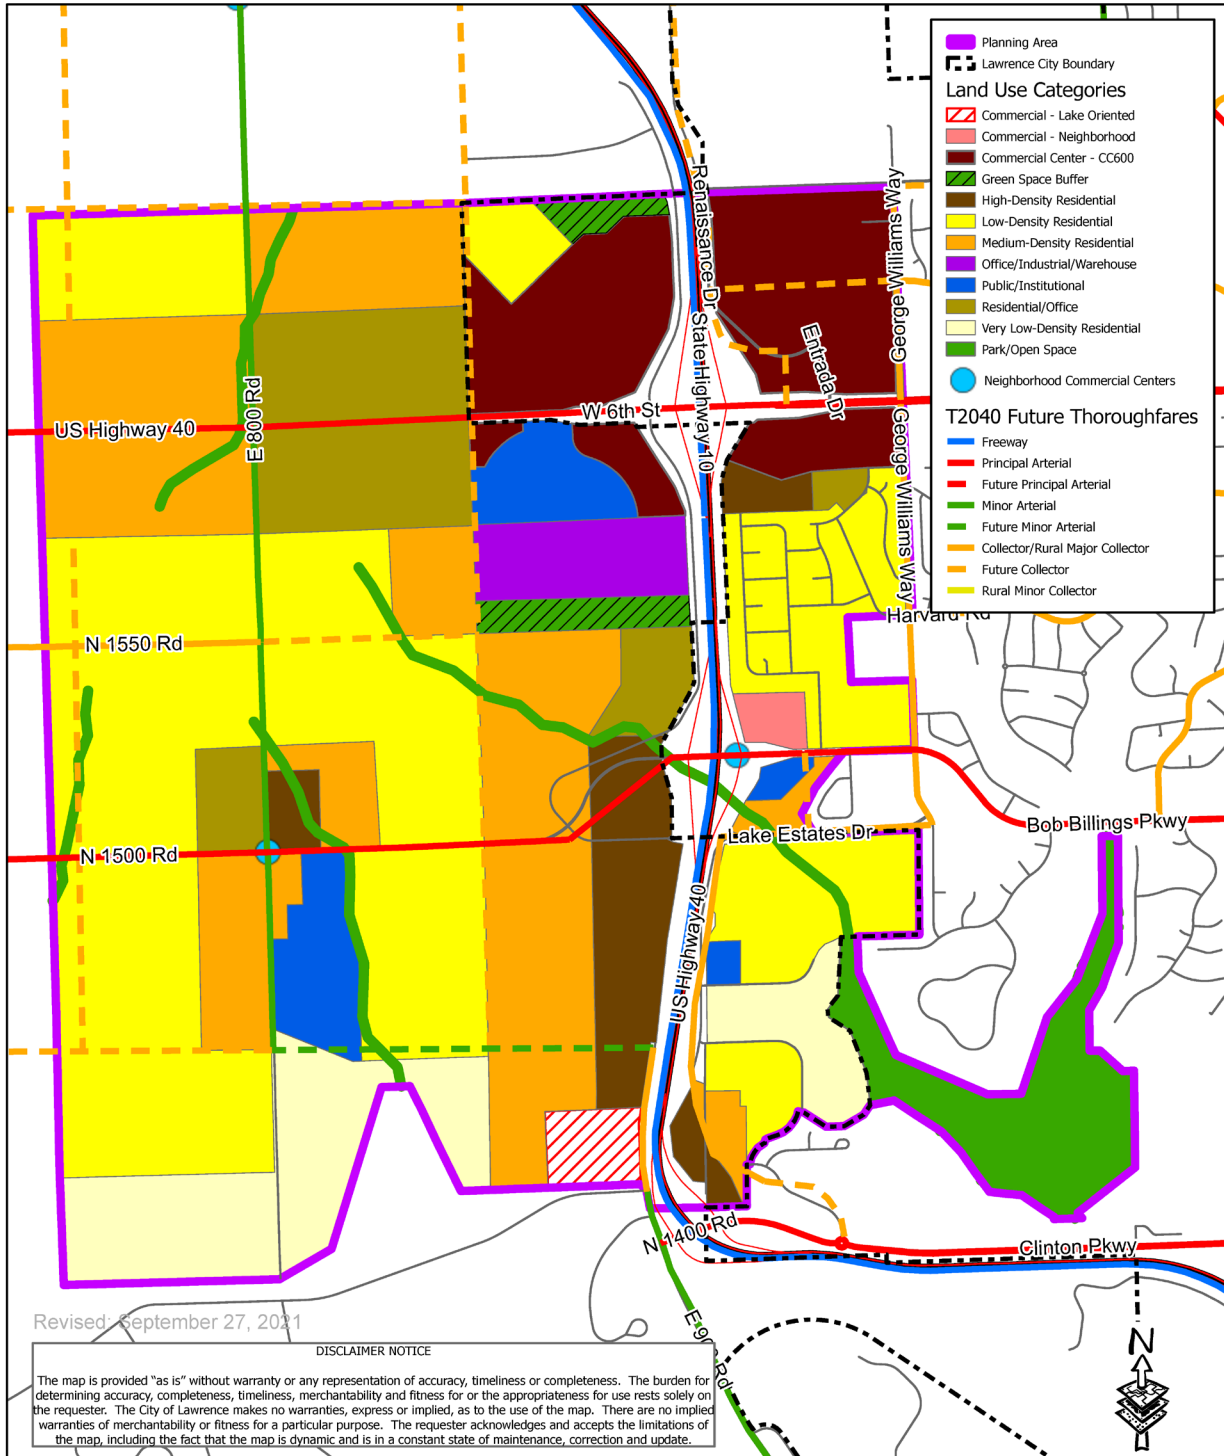 Planning Area
Lawrence City Boundary
Land Use Categories
Commercial - Lake Oriented
Commercial - Neighborhood
Commercial Center - CC600
Green Space Buffer
High-Density Residential
Low-Density Residential
Medium-Density Residential
Office/Industrial/Warehouse
Public/Institutional
Residential/Office
Very Low-Density Residential
Park/Open Space
Neighborhood Commercial Centers
T2040 Future Thoroughfares
Freeway
Principal Arterial
Future Principal Arterial
Minor Arterial
Future Minor Arterial
Collector/Rural Major Collector
Future Collector
Rural Minor Collector
Renaissance Dr
George Williams Way
State Highway 10
Entrada Dr
W 6th St
US Highway 40
E 800 Rd
George Williams Way
Harvard Rd
N 1550 Rd
Bob Billings Pkwy
Lake Estates Dr
N 1500 Rd
US Highway 40
N 1400 Rd
Clinton Pkwy
E 900 Rd
N
Revised: September 27, 2021
DISCLAIMER NOTICE
The map is provided "as is" without warranty or any representation of accuracy, timeliness or completeness. The burden for
determining accuracy, completeness, timeliness, merchantability and fitness for or the appropriateness for use rests solely on
the requester. The City of Lawrence makes no warranties, express or implied, as to the use of the map. There are no implied
warranties of merchantability or fitness for a particular purpose. The requester acknowledges and accepts the limitations of
the map, including the fact that the map is dynamic and is in a constant state of maintenance, correction and update.